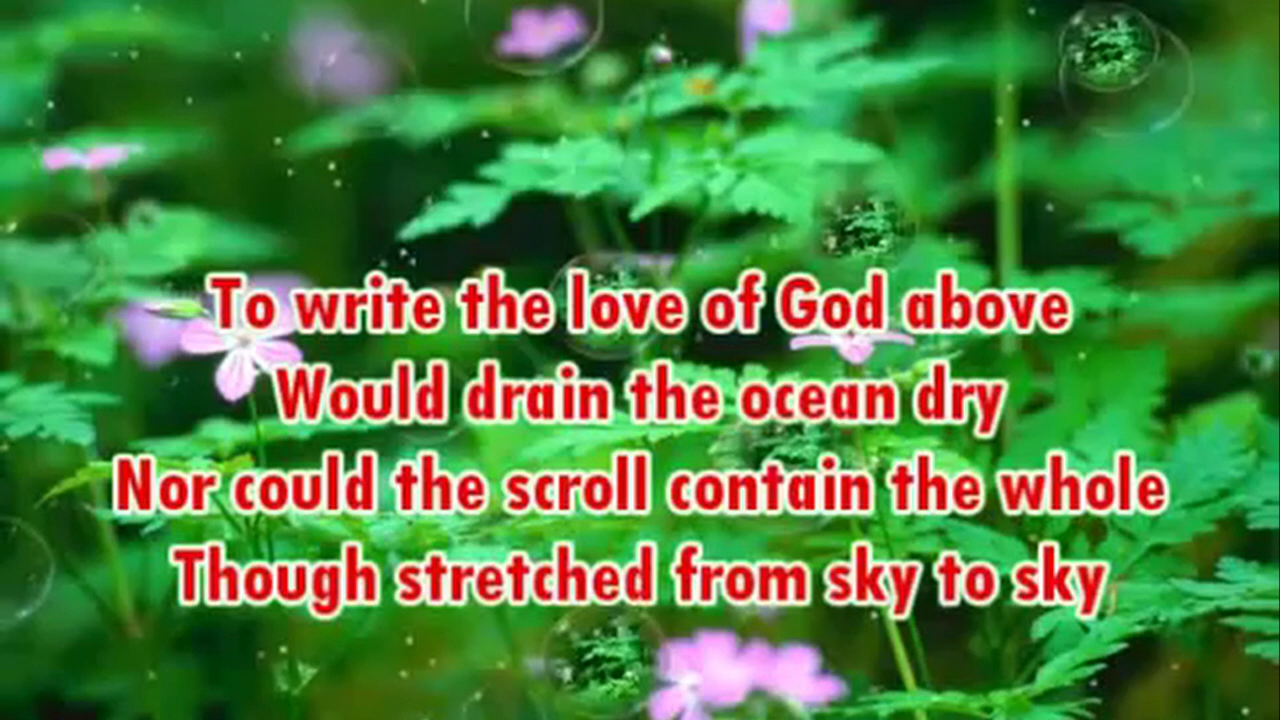 To write the love of God above
Would drain the ocean dry
Nor could the scroll contain the whole
Though stretched from sky to sky